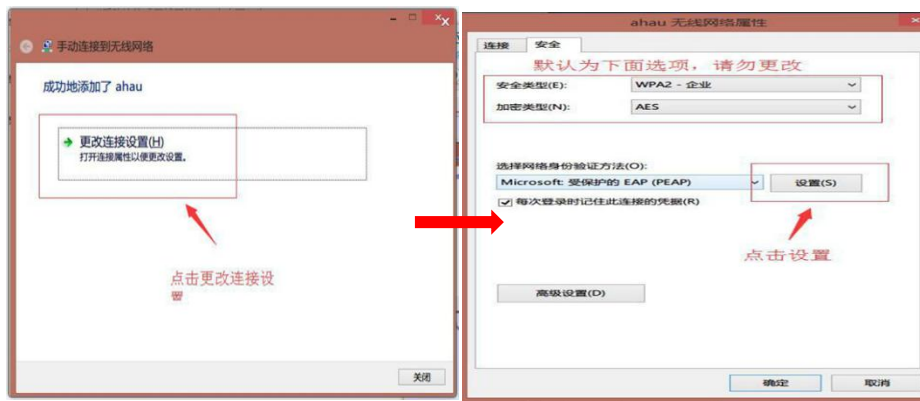 手动连接到无线网络
成功地添加了 ahau
更改连接设置(H)
打开连接属性以便更改设置。
点击更改连接设
置
关闭
ahau 无线网络属性
连接 安全
默认为下面选项，请勿更改
安全类型(E): WPA2 - 企业
加密类型(N): AES
选择网络身份验证方法(O):
Microsoft: 受保护的 EAP (PEAP) 设置(S)
每次登录时记住此连接的凭据(R)
点击设置
高级设置(D)
确定 取消